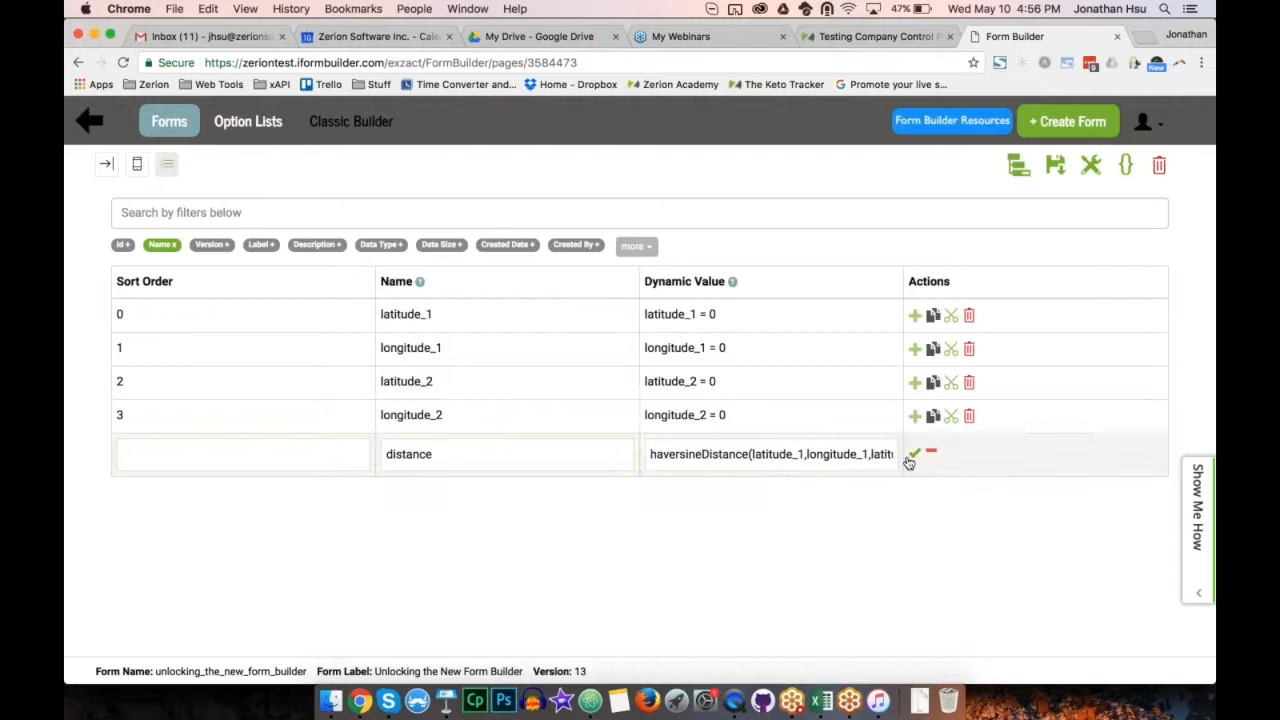 Chrome File Edit View History Bookmarks People Window Help 47% Wed May 10 4:56 PM Jonathan Hsu
Inbox (11) - jhsu@zerionso × Zerion Software Inc. - Cale × My Drive - Google Drive × My Webinars × Testing Company Control P × Form Builder × Jonathan
Secure https://zeriontest.iformbuilder.com/exzact/FormBuilder/pages/3584473
Apps Zerion Web Tools xAPI Trello Stuff Time Converter and... Home - Dropbox Zerion Academy The Keto Tracker Promote your live s...
Forms Option Lists Classic Builder Form Builder Resources + Create Form
Search by filters below
Id + Name x Version + Label + Description + Data Type + Data Size + Created Date + Created By + more
Sort Order Name Dynamic Value Actions
0 latitude_1 latitude_1 = 0
1 longitude_1 longitude_1 = 0
2 latitude_2 latitude_2 = 0
3 longitude_2 longitude_2 = 0
distance haversineDistance(latitude_1,longitude_1,latit
Show Me How
Form Name: unlocking_the_new_form_builder Form Label: Unlocking the New Form Builder Version: 13
Cp Ps